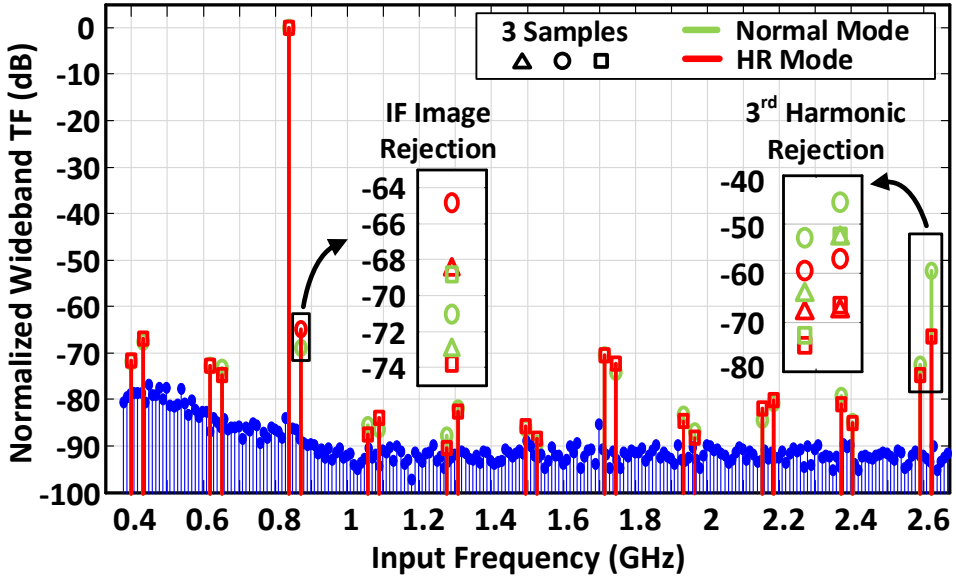 Normalized Wideband TF (dB)
0
-10
-20
-30
-40
-50
-60
-70
-80
-90
-100
3 Samples
Normal Mode
HR Mode
IF Image
Rejection
-64
-66
-68
-70
-72
-74
3rd Harmonic
Rejection
-40
-50
-60
-70
-80
0.4 0.6 0.8 1 1.2 1.4 1.6 1.8 2 2.2 2.4 2.6
Input Frequency (GHz)